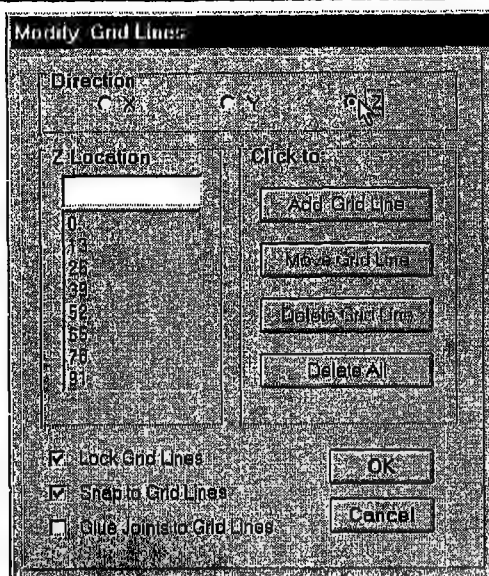 Modify Grid Lines
Direction
X Y Z
Z Location
Click to:
0.
13
26
39
52
65
78
91
Add Grid Line
Move Grid Line
Delete Grid Line
Delete All
Lock Grid Lines
Snap to Grid Lines
Glue Joints to Grid Lines
OK
Cancel